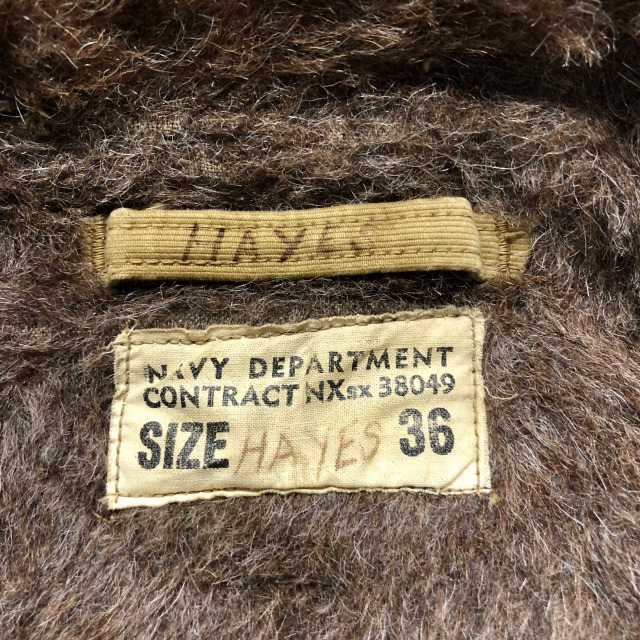 HAYES
NAVY DEPARTMENT
CONTRACT NXsx 38049
SIZE HAYES 36